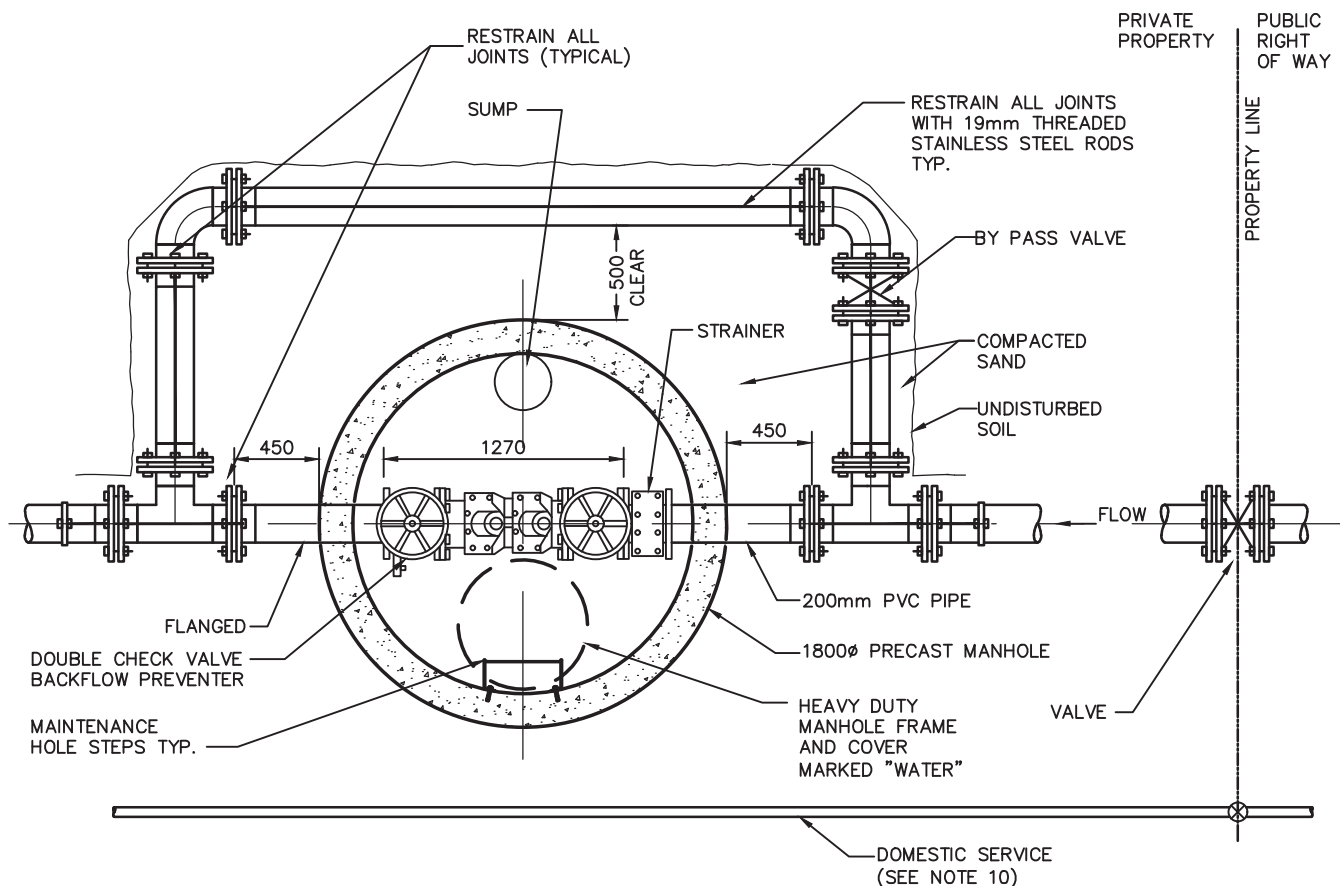 PRIVATE
PROPERTY
PUBLIC
RIGHT
OF WAY
RESTRAIN ALL
JOINTS (TYPICAL)
SUMP
RESTRAIN ALL JOINTS
WITH 19mm THREADED
STAINLESS STEEL RODS
TYP.
PROPERTY LINE
BY PASS VALVE
500
CLEAR
STRAINER
COMPACTED
SAND
UNDISTURBED
SOIL
450
1270
450
FLOW
200mm PVC PIPE
FLANGED
1800ø PRECAST MANHOLE
DOUBLE CHECK VALVE
BACKFLOW PREVENTER
HEAVY DUTY
MANHOLE FRAME
AND COVER
MARKED "WATER"
VALVE
MAINTENANCE
HOLE STEPS TYP.
DOMESTIC SERVICE
(SEE NOTE 10)